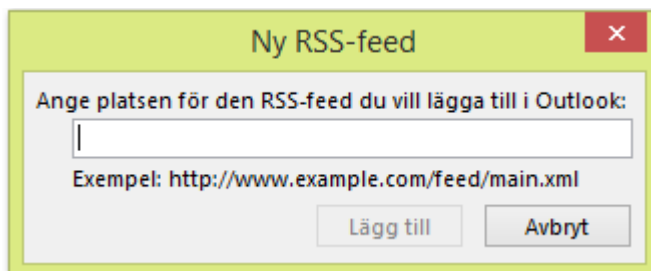 Ny RSS-feed
Ange platsen för den RSS-feed du vill lägga till i Outlook:
Exempel: http://www.example.com/feed/main.xml
Lägg till Avbryt